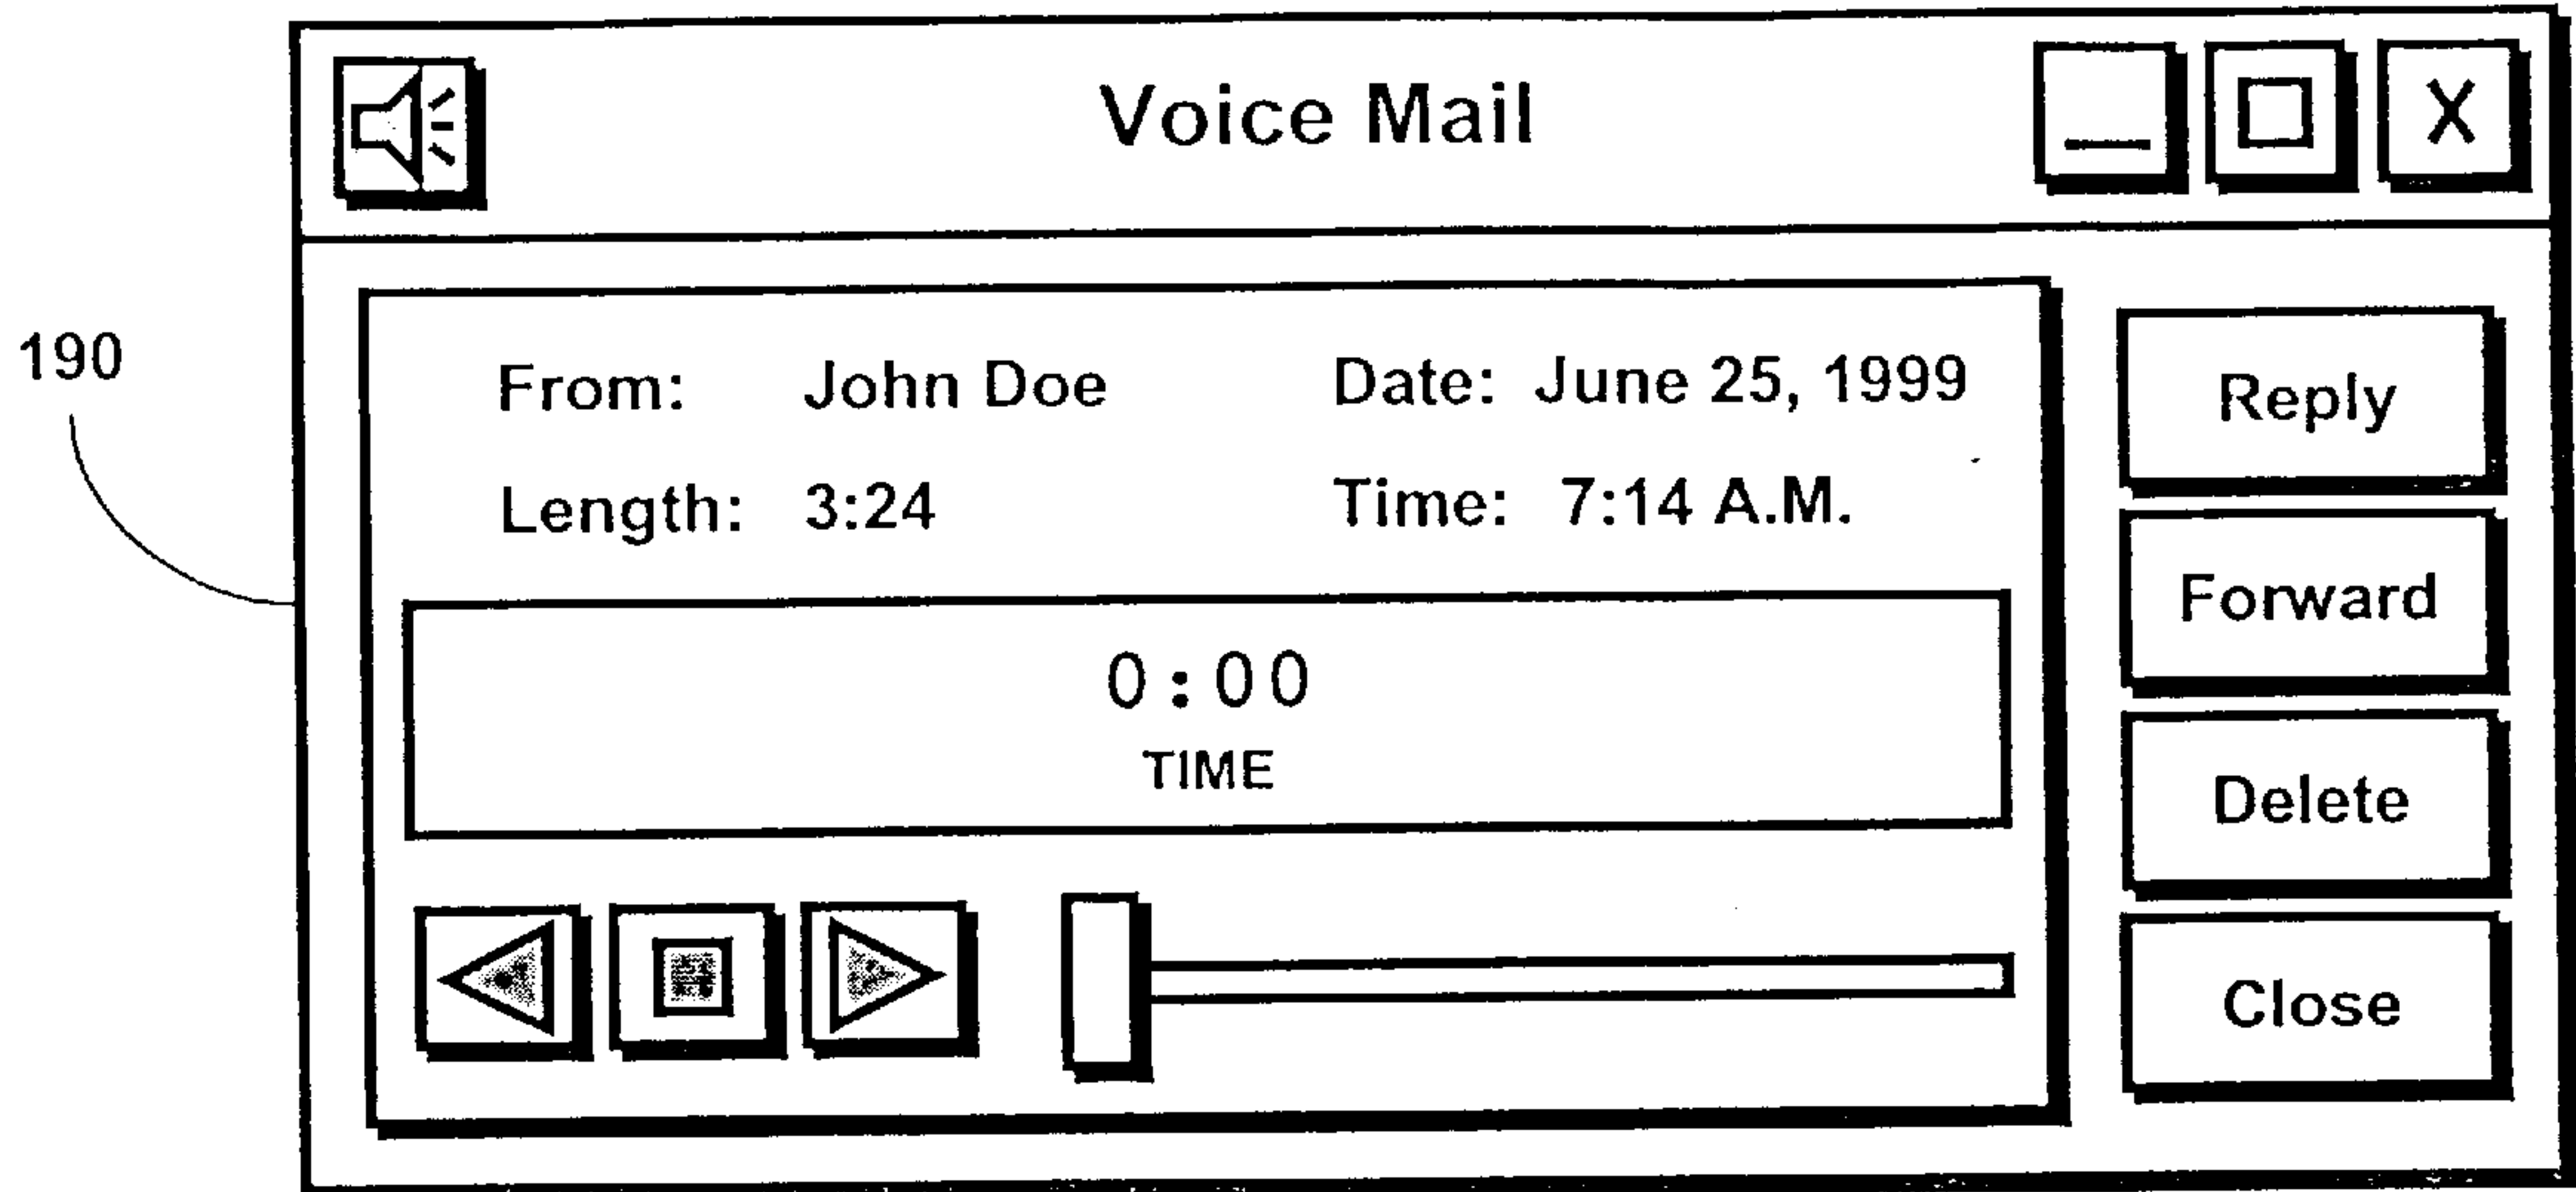 Voice Mail
X
190
From: John Doe Date: June 25, 1999
Length: 3:24 Time: 7:14 A.M.
0:00
TIME
Reply
Forward
Delete
Close